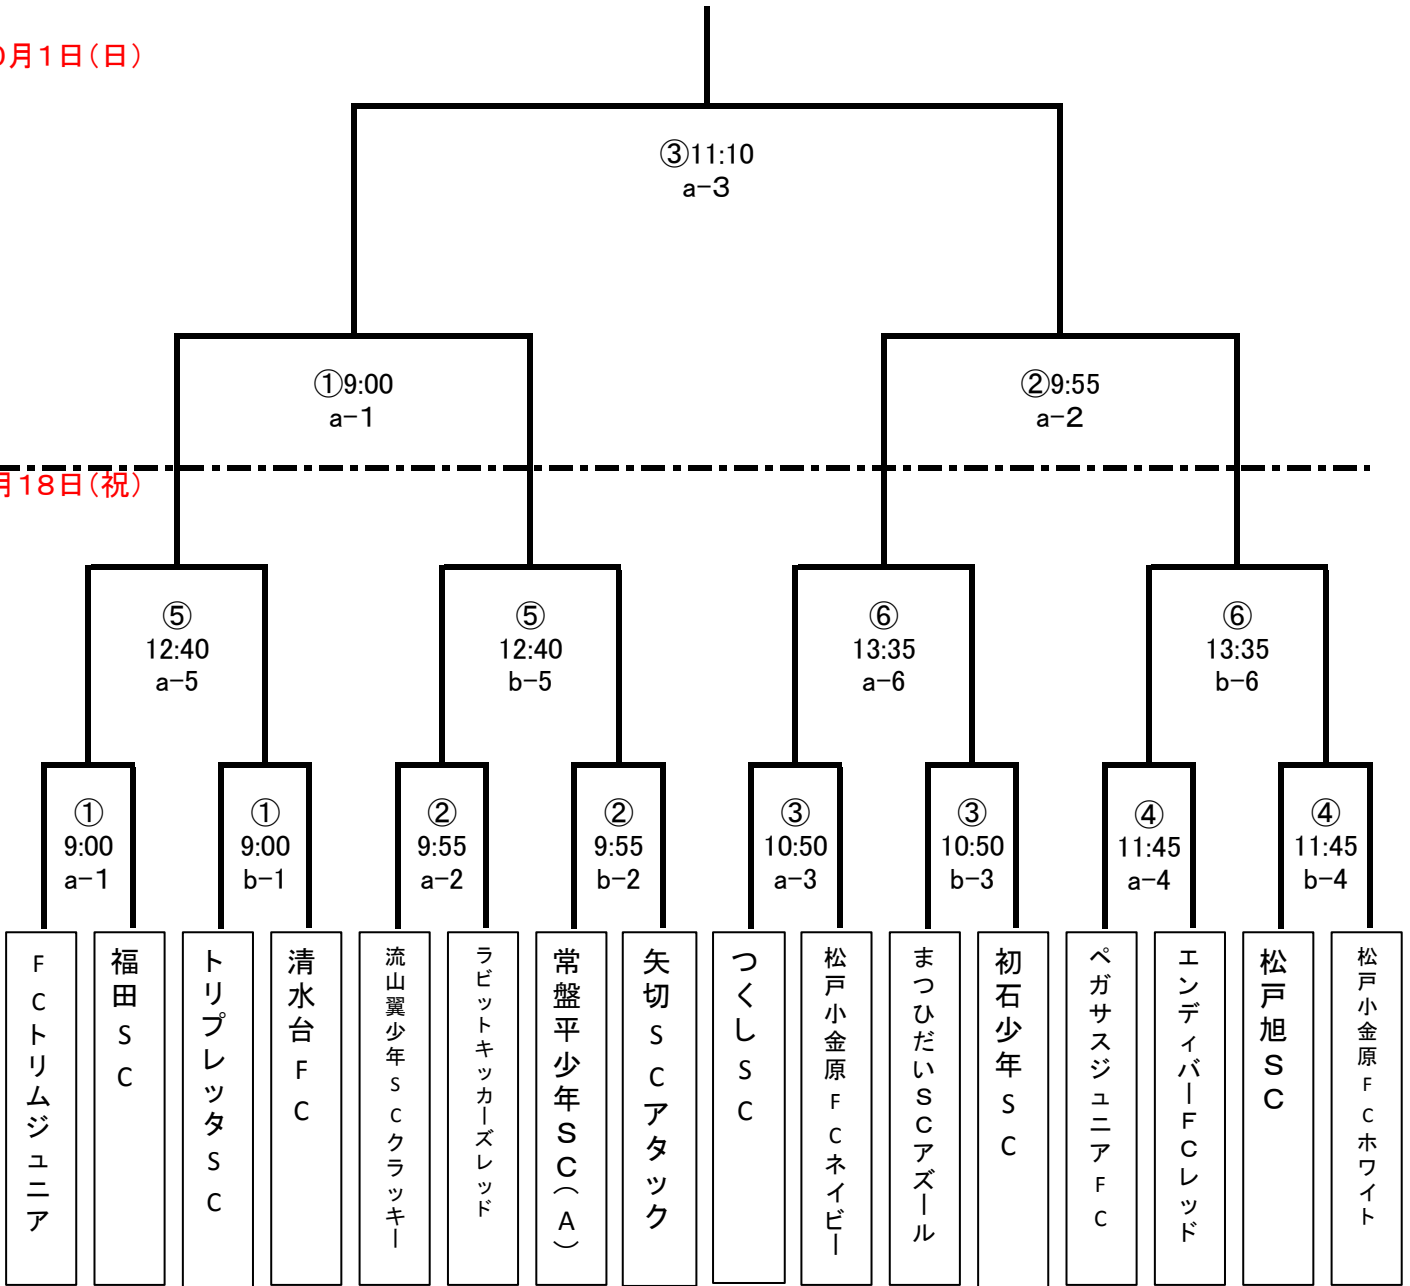 月1日(日)
③11:10
a-3
①9:00
a-1
②9:55
a-2
月18日(祝)
⑤
12:40
a-5
⑤
12:40
b-5
⑥
13:35
a-6
⑥
13:35
b-6
①
9:00
a-1
①
9:00
b-1
②
9:55
a-2
②
9:55
b-2
③
10:50
a-3
③
10:50
b-3
④
11:45
a-4
④
11:45
b-4
FCトリムジュニア
福田SC
トリプレッタSC
清水台FC
流山翼少年SCクラッキー
ラビットキッカーズレッド
常盤平少年SC(A)
矢切SCアタック
つくしSC
松戸小金原FCネイビー
まつひだいSCアズール
初石少年SC
ペガサスジュニアFC
エンディバーFCレッド
松戸旭SC
松戸小金原FCホワイト